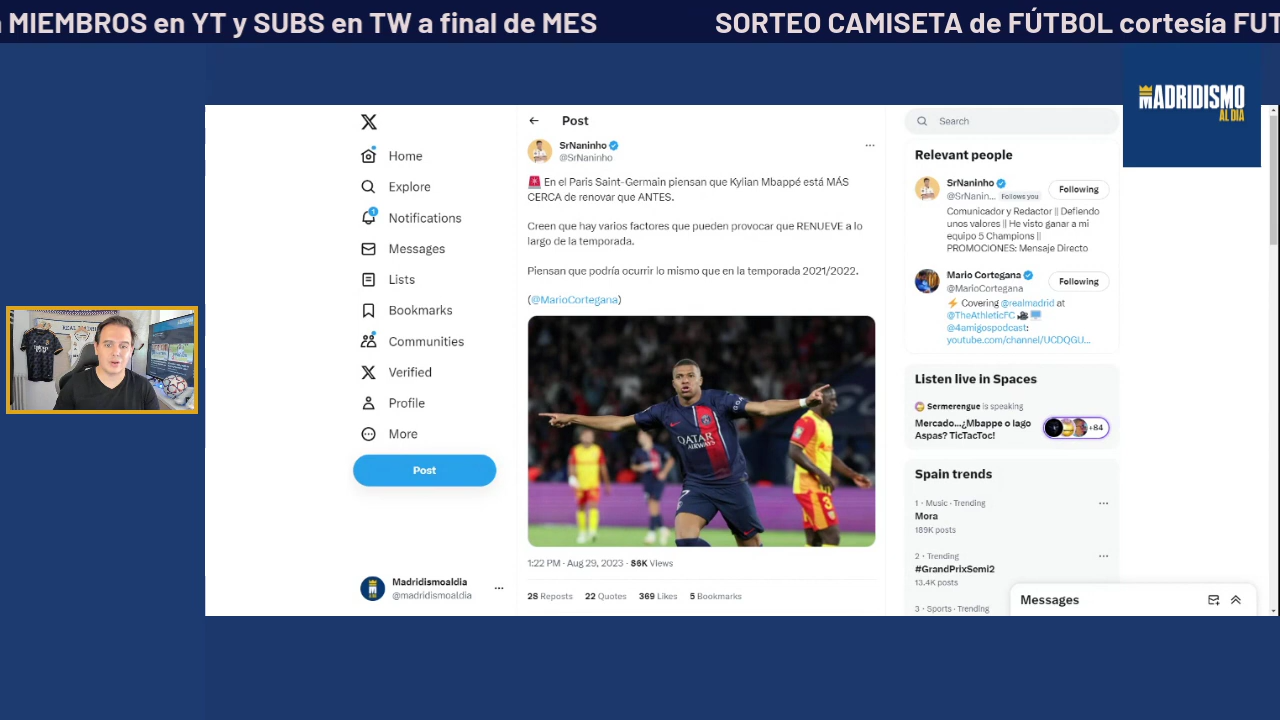 MIEMBROS en YT y SUBS en TW a final de MES
SORTEO CAMISETA de FÚTBOL cortesía FUT
MADRIDISMO
AL DIA
Home
Explore
Notifications
1
Messages
Lists
Bookmarks
Communities
Verified
Profile
More
Post
Madridismoaldia
@madridismoaldia
Post
SrNaninho
@SrNaninho
En el Paris Saint-Germain piensan que Kylian Mbappé está MÁS
CERCA de renovar que ANTES.
Creen que hay varios factores que pueden provocar que RENUEVE a lo
largo de la temporada.
Piensan que podría ocurrir lo mismo que en la temporada 2021/2022.
(@MarioCortegana)
QATAR
AIRWAYS
1:22 PM · Aug 29, 2023 · 86K Views
28 Reposts 22 Quotes 369 Likes 5 Bookmarks
Search
Relevant people
SrNaninho
@SrNanin... Follows you
Following
Comunicador y Redactor || Defiendo
unos valores || He visto ganar a mi
equipo 5 Champions ||
PROMOCIONES: Mensaje Directo
Mario Cortegana
@MarioCortegana
Following
Covering @realmadrid at
@TheAthleticFC
@4amigospodcast:
youtube.com/channel/UCDQGU...
Listen live in Spaces
Sermerengue is speaking
Mercado...¿Mbappe o Iago
Aspas? TicTacToc!
+84
Spain trends
1 · Music · Trending
Mora
189K posts
2 · Trending
#GrandPrixSemi2
13.4K posts
3 · Sports · Trending
Messages